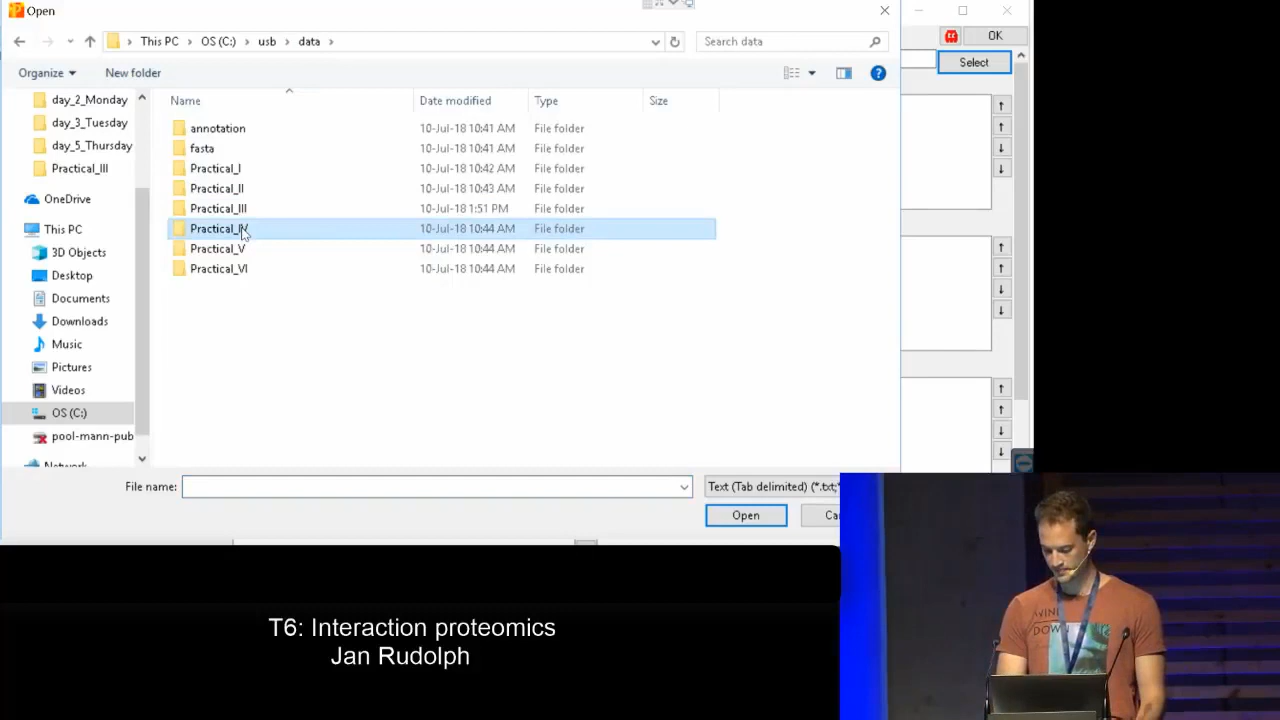 Open
This PC > OS (C:) > usb > data >
Search data
OK
Select
Organize
New folder
Name
Date modified
Type
Size
day_2_Monday
day_3_Tuesday
day_5_Thursday
Practical_III
OneDrive
This PC
3D Objects
Desktop
Documents
Downloads
Music
Pictures
Videos
OS (C:)
pool-mann-pub
Network
annotation 10-Jul-18 10:41 AM File folder
fasta 10-Jul-18 10:41 AM File folder
Practical_I 10-Jul-18 10:42 AM File folder
Practical_II 10-Jul-18 10:43 AM File folder
Practical_III 10-Jul-18 1:51 PM File folder
Practical_IV 10-Jul-18 10:44 AM File folder
Practical_V 10-Jul-18 10:44 AM File folder
Practical_VI 10-Jul-18 10:44 AM File folder
File name:
Text (Tab delimited) (*.txt;*
Open
Ca
T6: Interaction proteomics
Jan Rudolph
DOWN